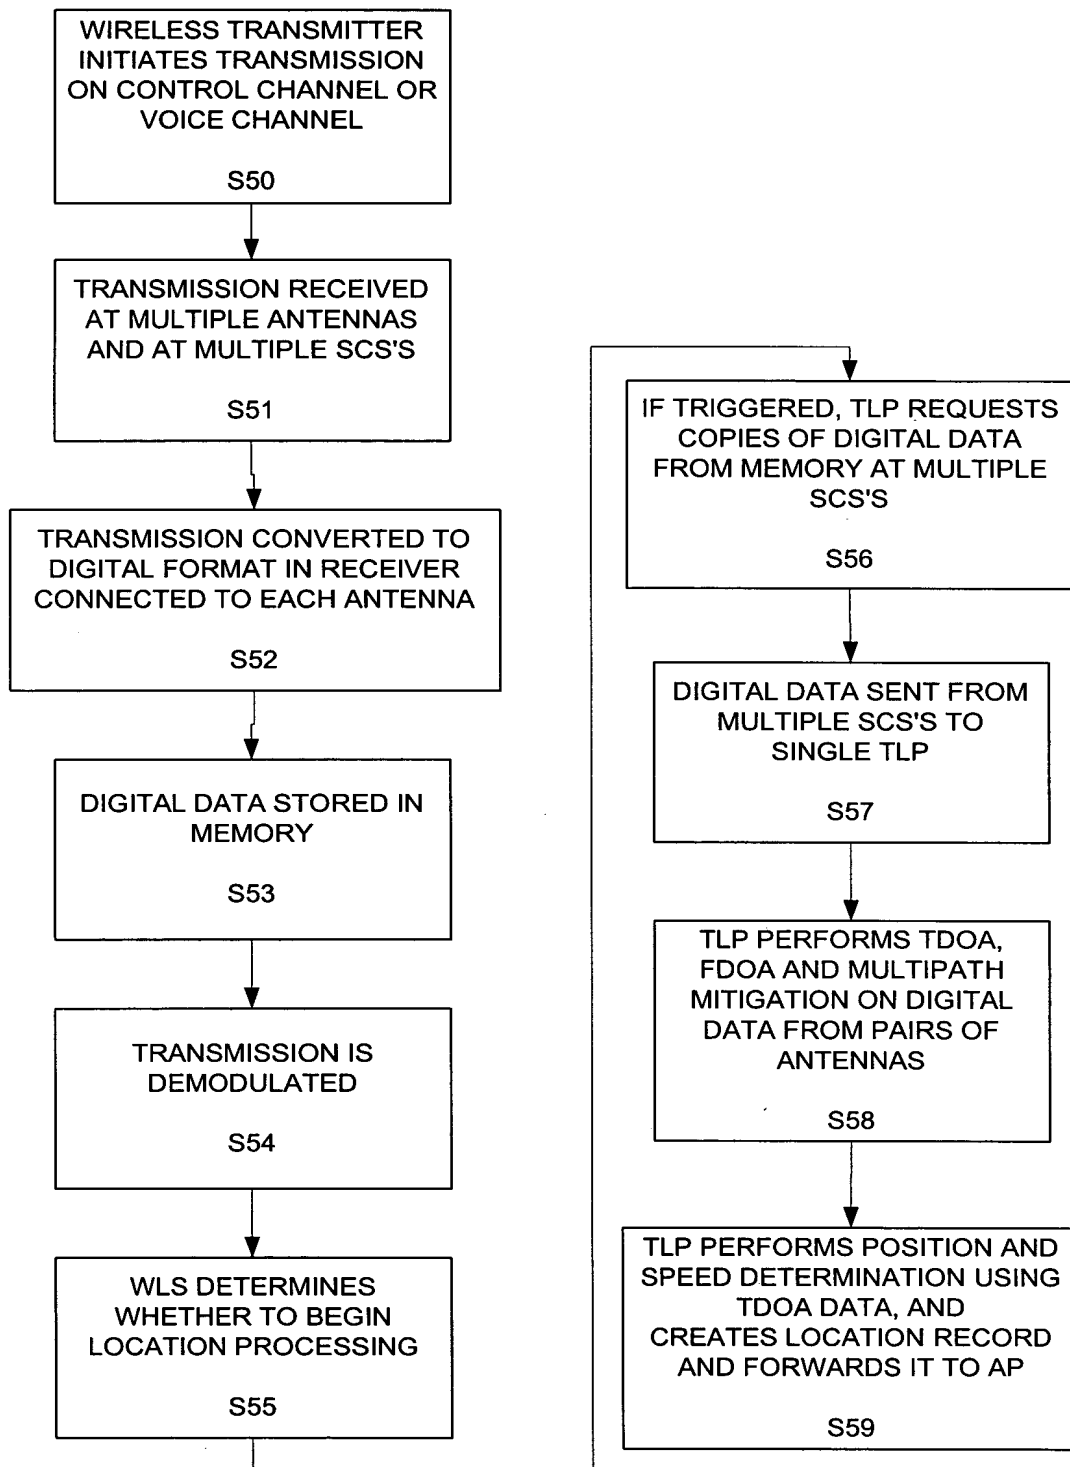 WIRELESS TRANSMITTER
INITIATES TRANSMISSION
ON CONTROL CHANNEL OR
VOICE CHANNEL
S50
TRANSMISSION RECEIVED
AT MULTIPLE ANTENNAS
AND AT MULTIPLE SCS'S
S51
TRANSMISSION CONVERTED TO
DIGITAL FORMAT IN RECEIVER
CONNECTED TO EACH ANTENNA
S52
DIGITAL DATA STORED IN
MEMORY
S53
TRANSMISSION IS
DEMODULATED
S54
WLS DETERMINES
WHETHER TO BEGIN
LOCATION PROCESSING
S55
IF TRIGGERED, TLP REQUESTS
COPIES OF DIGITAL DATA
FROM MEMORY AT MULTIPLE
SCS'S
S56
DIGITAL DATA SENT FROM
MULTIPLE SCS'S TO
SINGLE TLP
S57
TLP PERFORMS TDOA,
FDOA AND MULTIPATH
MITIGATION ON DIGITAL
DATA FROM PAIRS OF
ANTENNAS
S58
TLP PERFORMS POSITION AND
SPEED DETERMINATION USING
TDOA DATA, AND
CREATES LOCATION RECORD
AND FORWARDS IT TO AP
S59